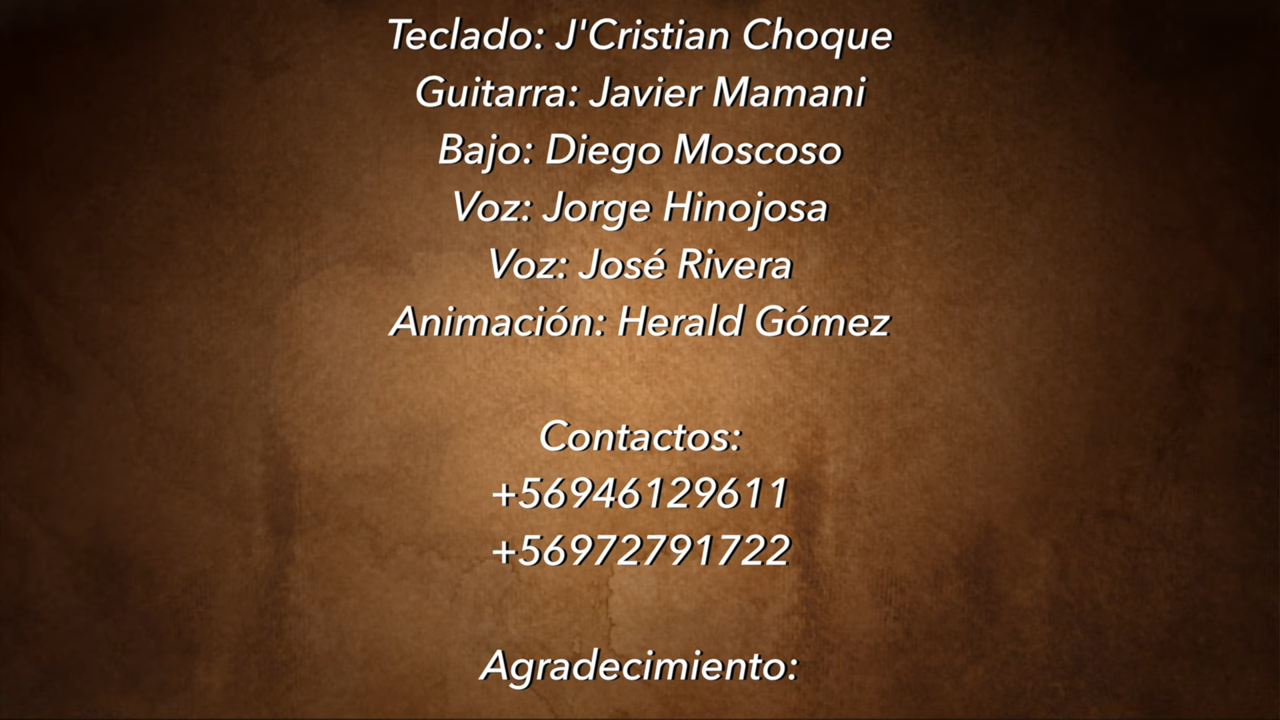 Teclado: J'Cristian Choque
Guitarra: Javier Mamani
Bajo: Diego Moscoso
Voz: Jorge Hinojosa
Voz: José Rivera
Animación: Herald Gómez
Contactos:
+56946129611
+56972791722
Agradecimiento: